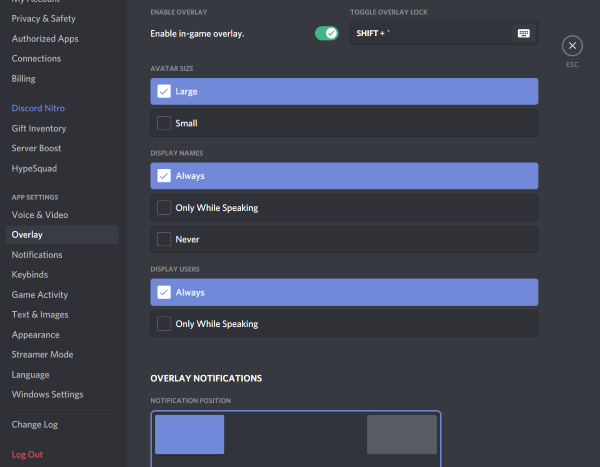 My Account
Privacy & Safety
Authorized Apps
Connections
Billing
Discord Nitro
Gift Inventory
Server Boost
HypeSquad
APP SETTINGS
Voice & Video
Overlay
Notifications
Keybinds
Game Activity
Text & Images
Appearance
Streamer Mode
Language
Windows Settings
Change Log
Log Out
ENABLE OVERLAY
Enable in-game overlay.
TOGGLE OVERLAY LOCK
SHIFT + `
ESC
AVATAR SIZE
Large
Small
DISPLAY NAMES
Always
Only While Speaking
Never
DISPLAY USERS
Always
Only While Speaking
OVERLAY NOTIFICATIONS
NOTIFICATION POSITION